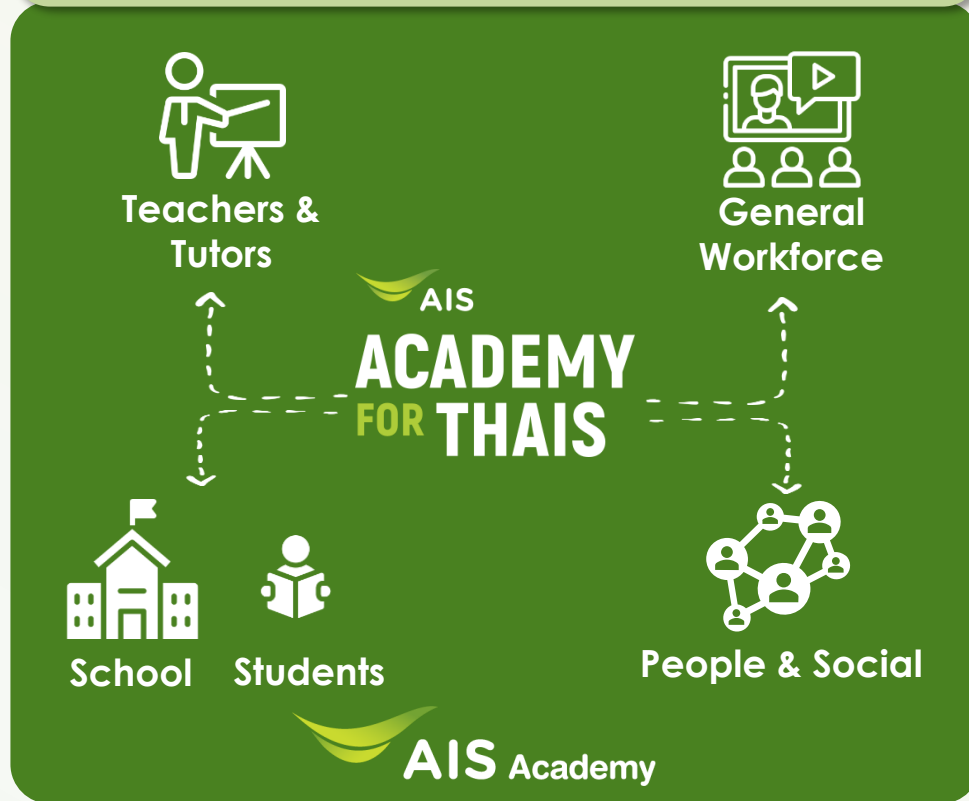 Teachers &
Tutors
General
Workforce
AIS
ACADEMY
FOR THAIS
School
Students
People & Social
AIS Academy